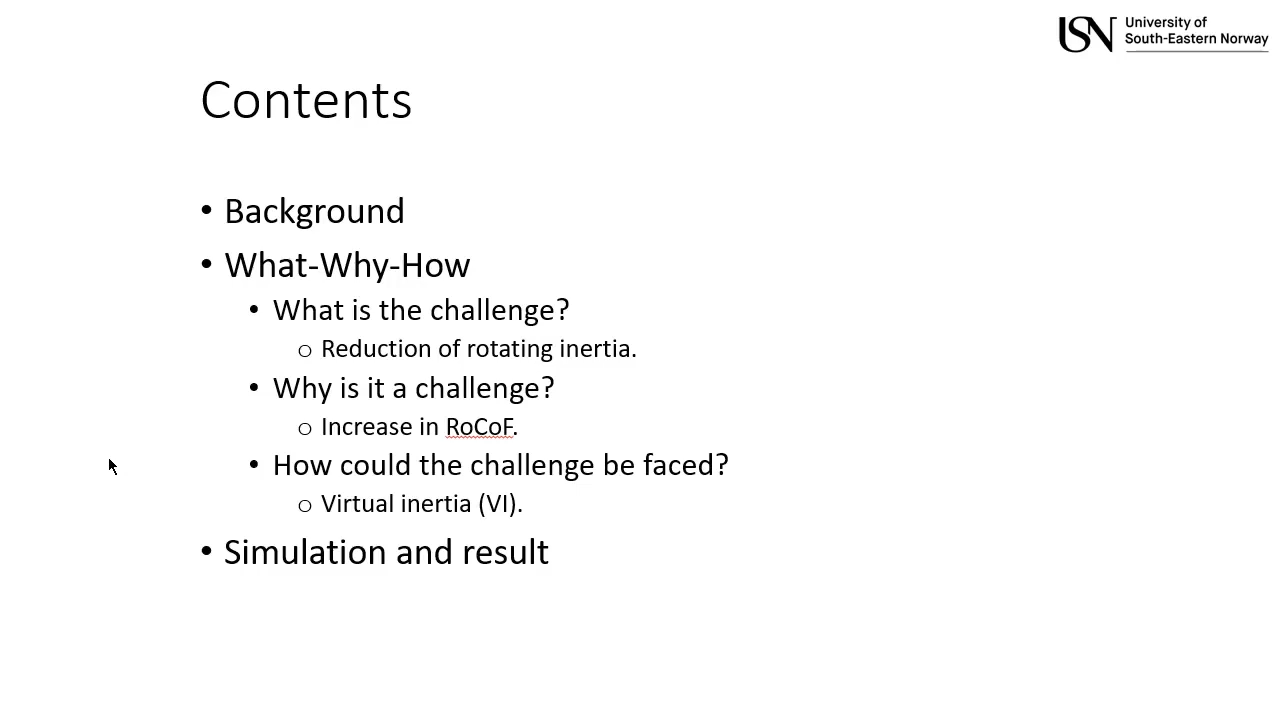 USN University of
South-Eastern Norway
Contents
• Background
• What-Why-How
• What is the challenge?
o Reduction of rotating inertia.
• Why is it a challenge?
o Increase in RoCoF.
• How could the challenge be faced?
o Virtual inertia (VI).
• Simulation and result